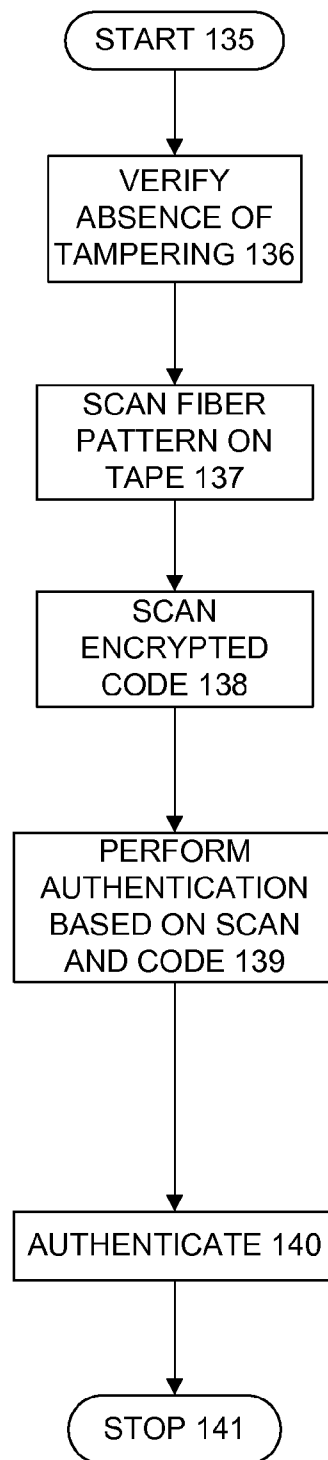 START 135
VERIFY
ABSENCE OF
TAMPERING 136
SCAN FIBER
PATTERN ON
TAPE 137
SCAN
ENCRYPTED
CODE 138
PERFORM
AUTHENTICATION
BASED ON SCAN
AND CODE 139
AUTHENTICATE 140
STOP 141